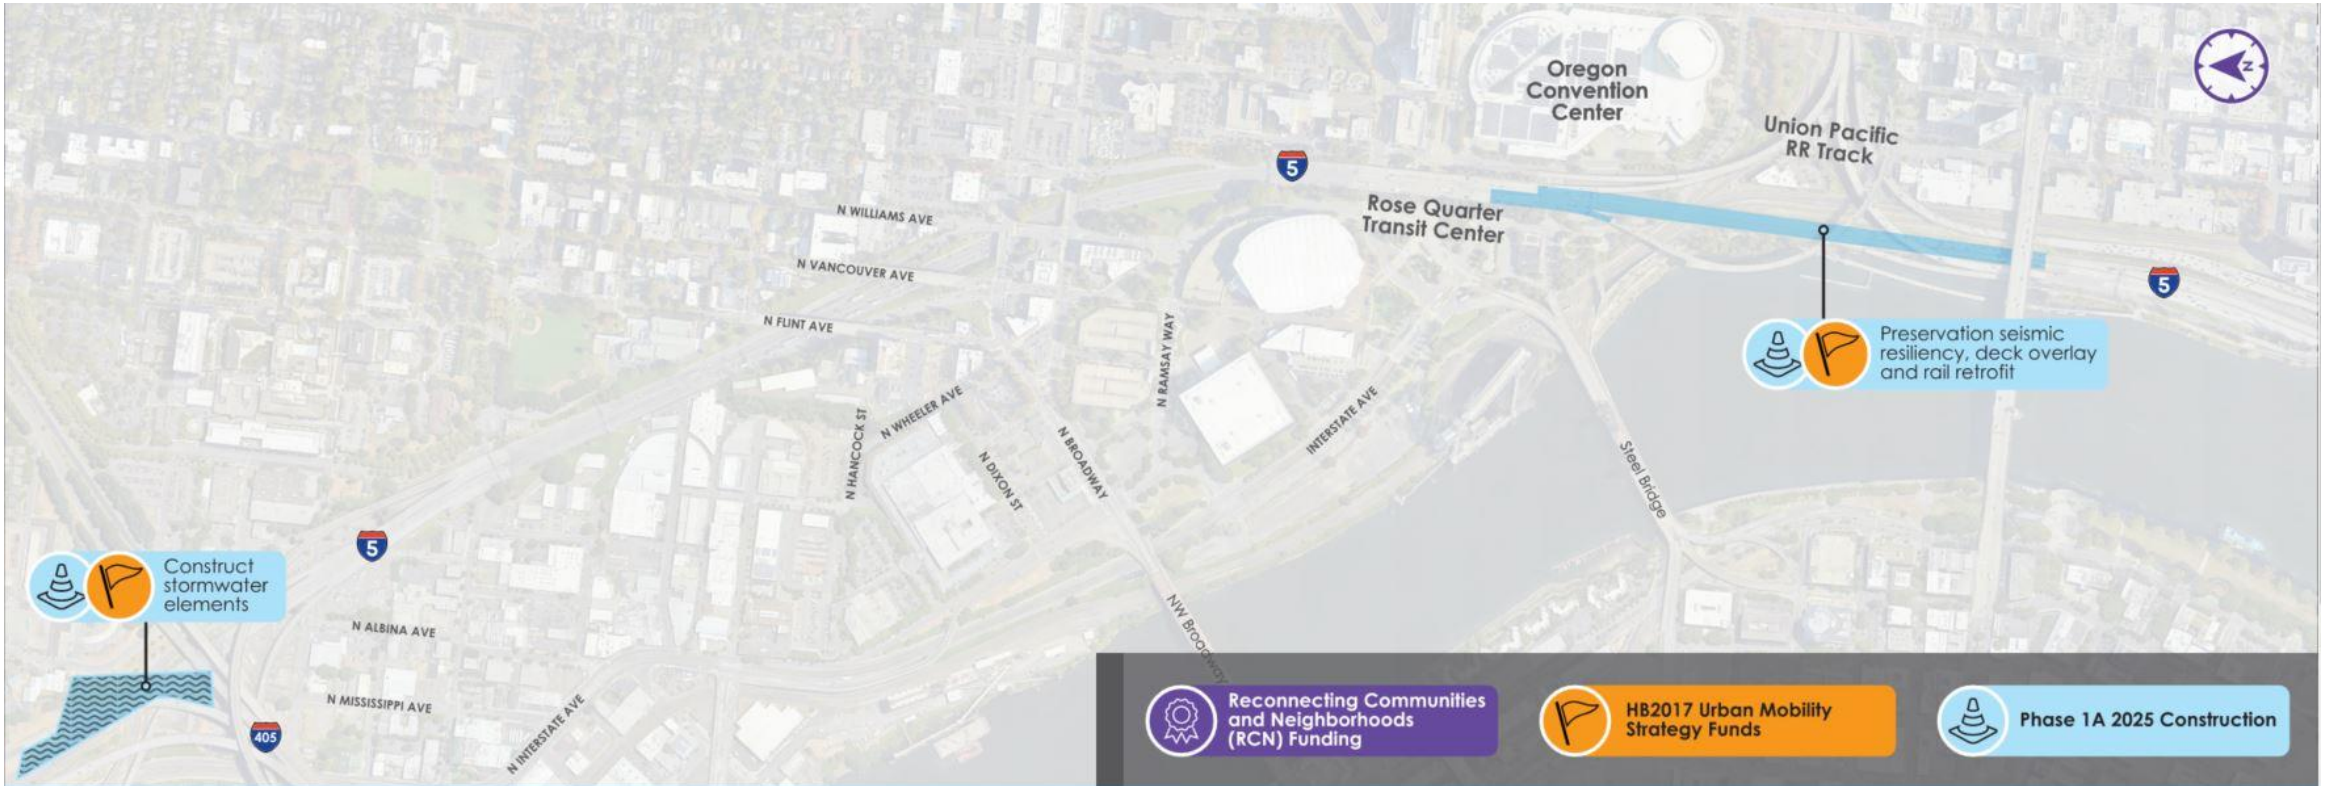 Oregon
Convention
Center
N
Union Pacific
RR Track
5
Rose Quarter
Transit Center
N WILLIAMS AVE
N VANCOUVER AVE
5
N FLINT AVE
N RAMSAY WAY
Preservation seismic
resiliency, deck overlay
and rail retrofit
N WHEELER AVE
N HANCOCK ST
INTERSTATE AVE
N BROADWAY
N DIXON ST
Steel Bridge
5
Construct
stormwater
elements
N ALBINA AVE
NW Broadway
N MISSISSIPPI AVE
405
N INTERSTATE AVE
Reconnecting Communities
and Neighborhoods
(RCN) Funding
HB2017 Urban Mobility
Strategy Funds
Phase 1A 2025 Construction